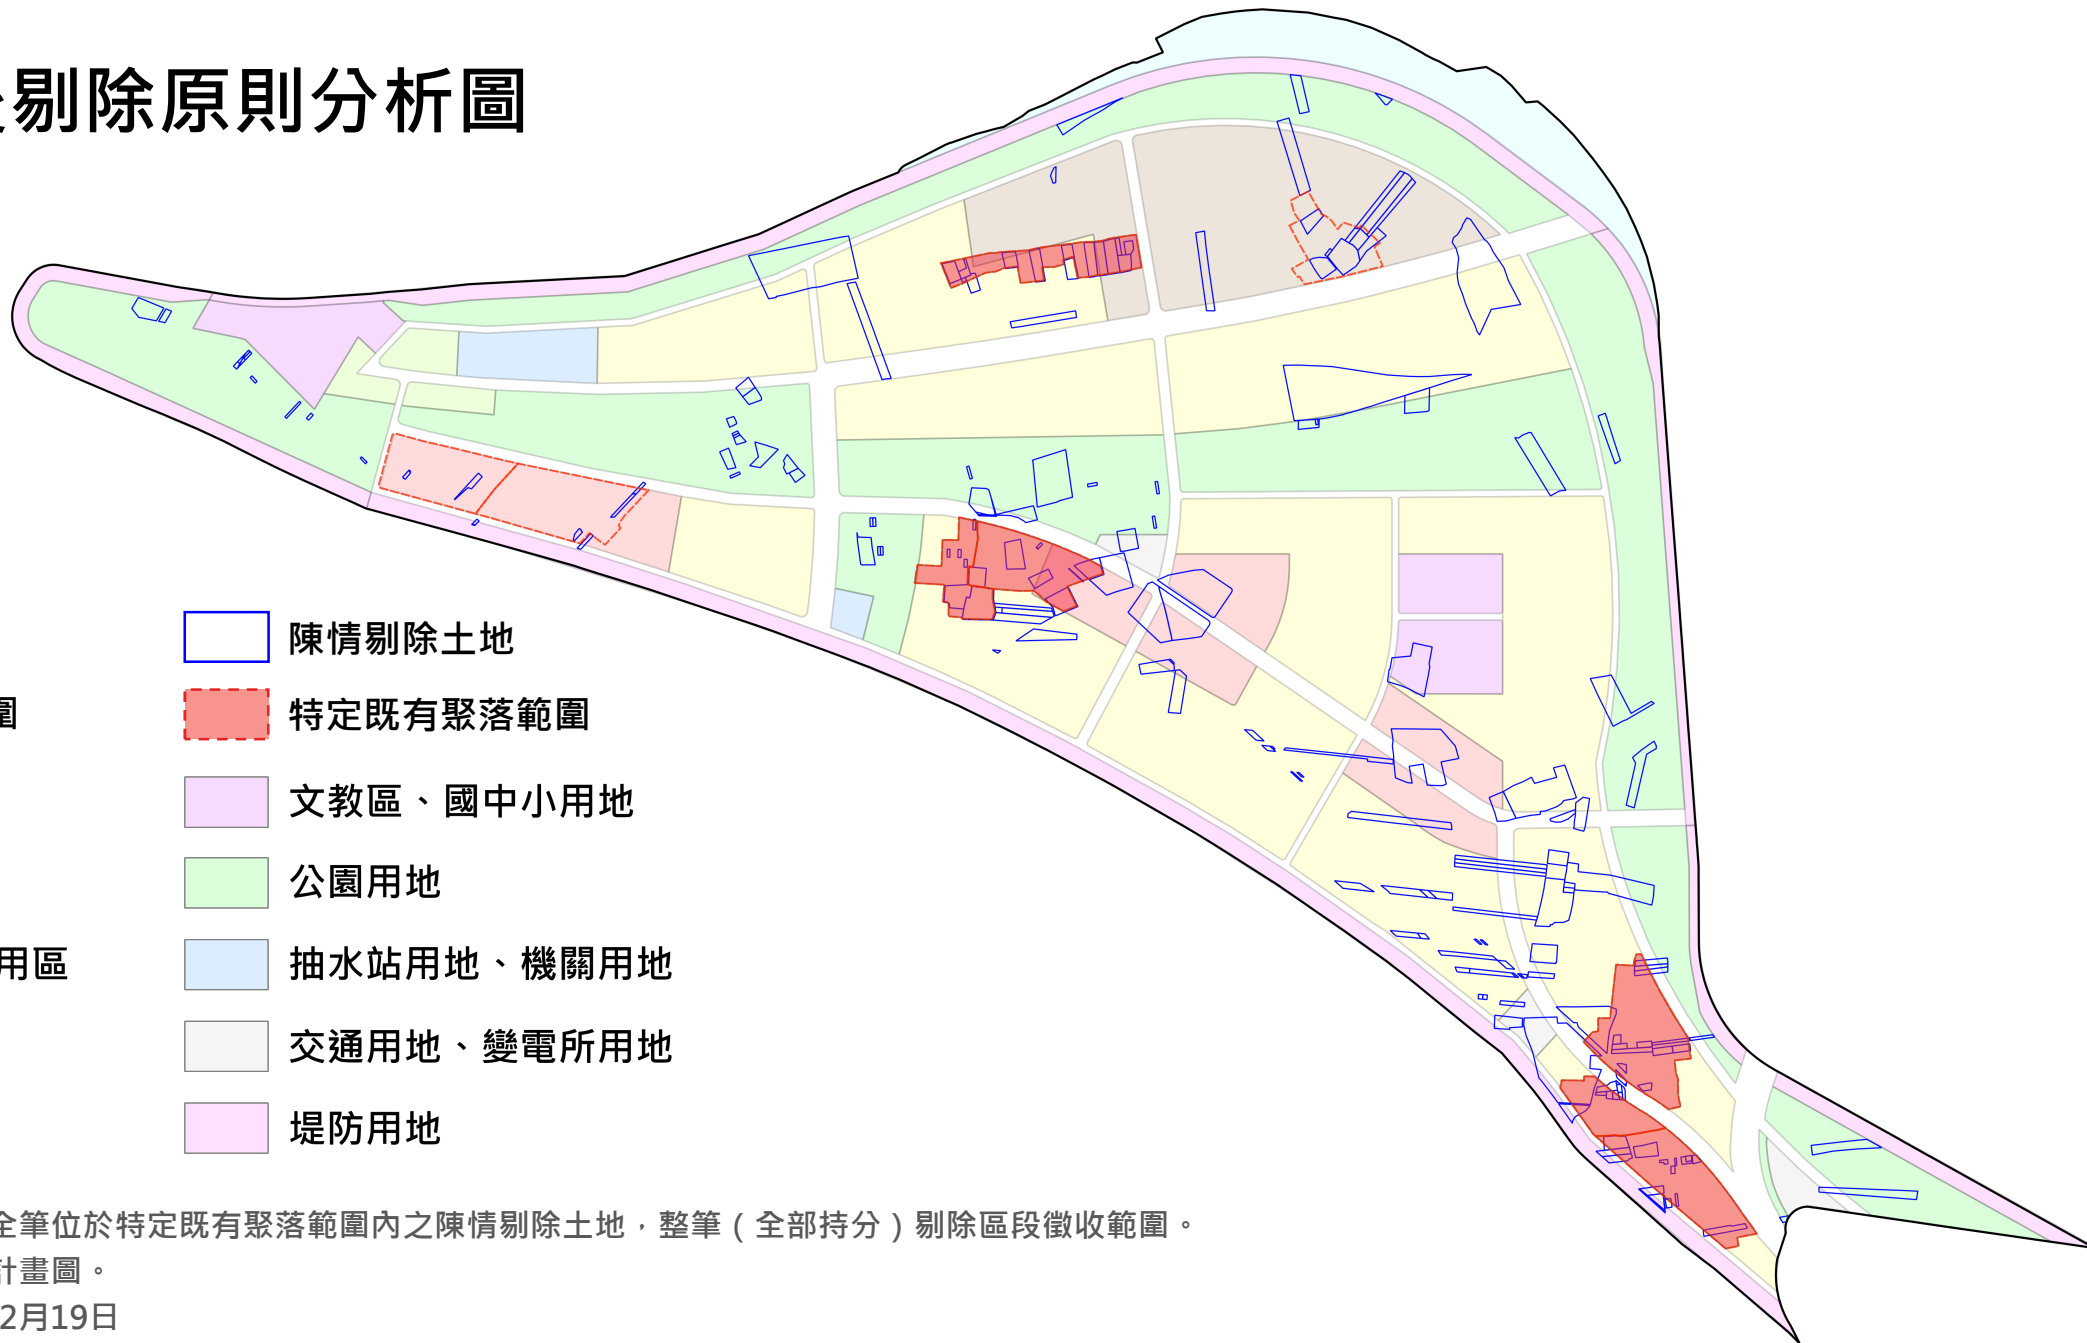 剔除原則分析圖
陳情剔除土地
圍
特定既有聚落範圍
文教區、國中小用地
公園用地
用區
抽水站用地、機關用地
交通用地、變電所用地
堤防用地
全筆位於特定既有聚落範圍內之陳情剔除土地，整筆（全部持分）剔除區段徵收範圍。
計畫圖。
2月19日